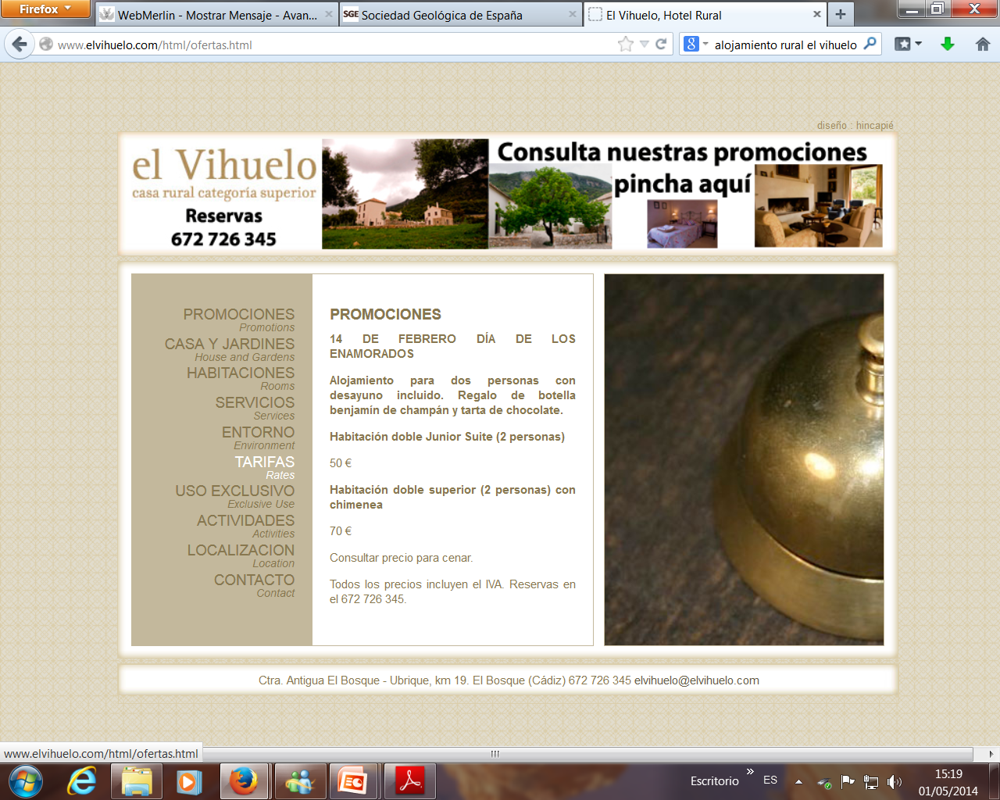 Firefox
WebMerlin - Mostrar Mensaje - Avan...
SGE Sociedad Geológica de España
El Vihuelo, Hotel Rural
www.elvihuelo.com/html/ofertas.html
alojamiento rural el vihuelo
diseño : hincapié
el Vihuelo
casa rural categoría superior
Reservas
672 726 345
Consulta nuestras promociones
pincha aquí
PROMOCIONES
Promotions
CASA Y JARDINES
House and Gardens
HABITACIONES
Rooms
SERVICIOS
Services
ENTORNO
Environment
TARIFAS
Rates
USO EXCLUSIVO
Exclusive Use
ACTIVIDADES
Activities
LOCALIZACION
Location
CONTACTO
Contact
PROMOCIONES
14 DE FEBRERO DÍA DE LOS
ENAMORADOS
Alojamiento para dos personas con
desayuno incluido. Regalo de botella
benjamín de champán y tarta de chocolate.
Habitación doble Junior Suite (2 personas)
50 €
Habitación doble superior (2 personas) con
chimenea
70 €
Consultar precio para cenar.
Todos los precios incluyen el IVA. Reservas en
el 672 726 345.
Ctra. Antigua El Bosque - Ubrique, km 19. El Bosque (Cádiz) 672 726 345 elvihuelo@elvihuelo.com
www.elvihuelo.com/html/ofertas.html
Escritorio
ES
15:19
01/05/2014